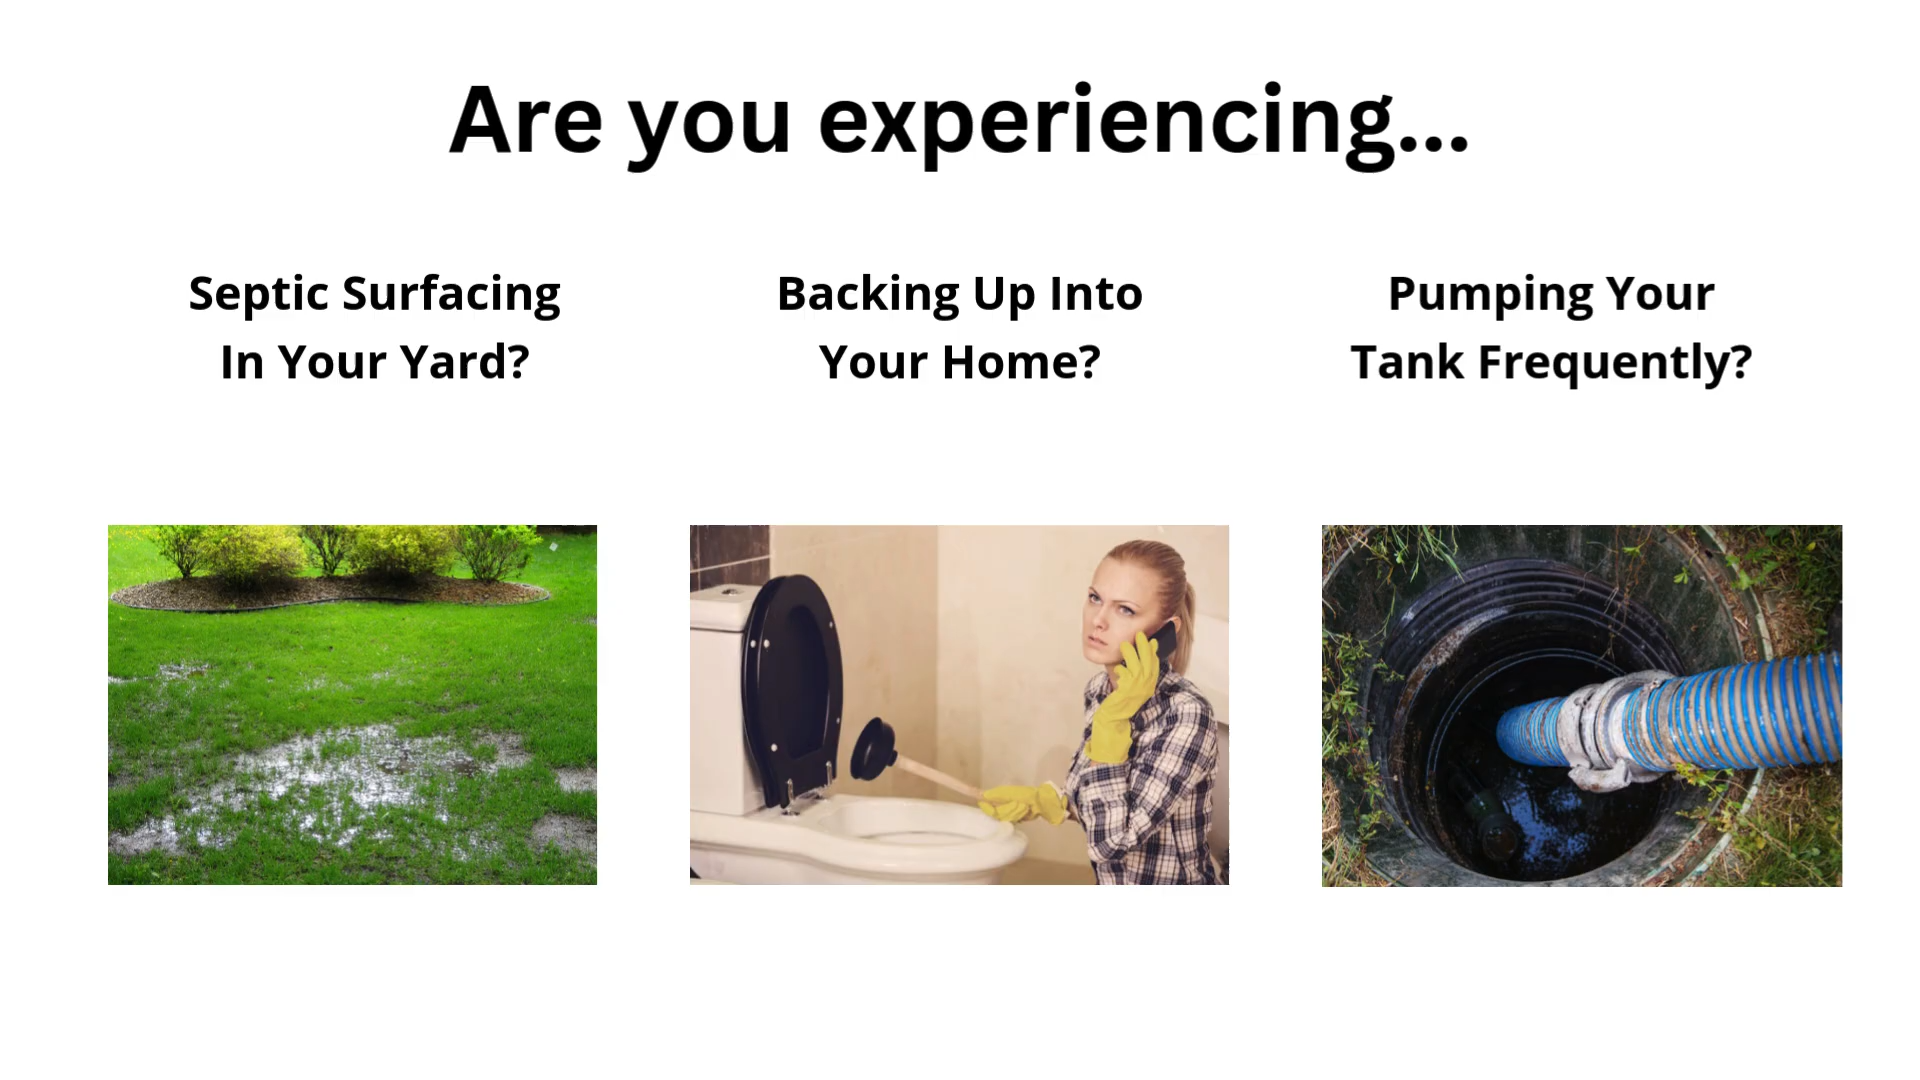 Are you experiencing...
Septic Surfacing
In Your Yard?
Backing Up Into
Your Home?
Pumping Your
Tank Frequently?